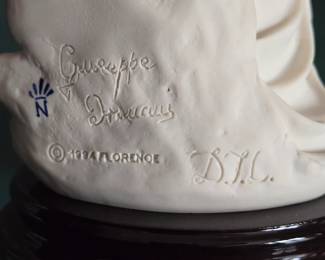 Giuseppe
Armani
N
© 1994 FLORENCE
D.I.L.